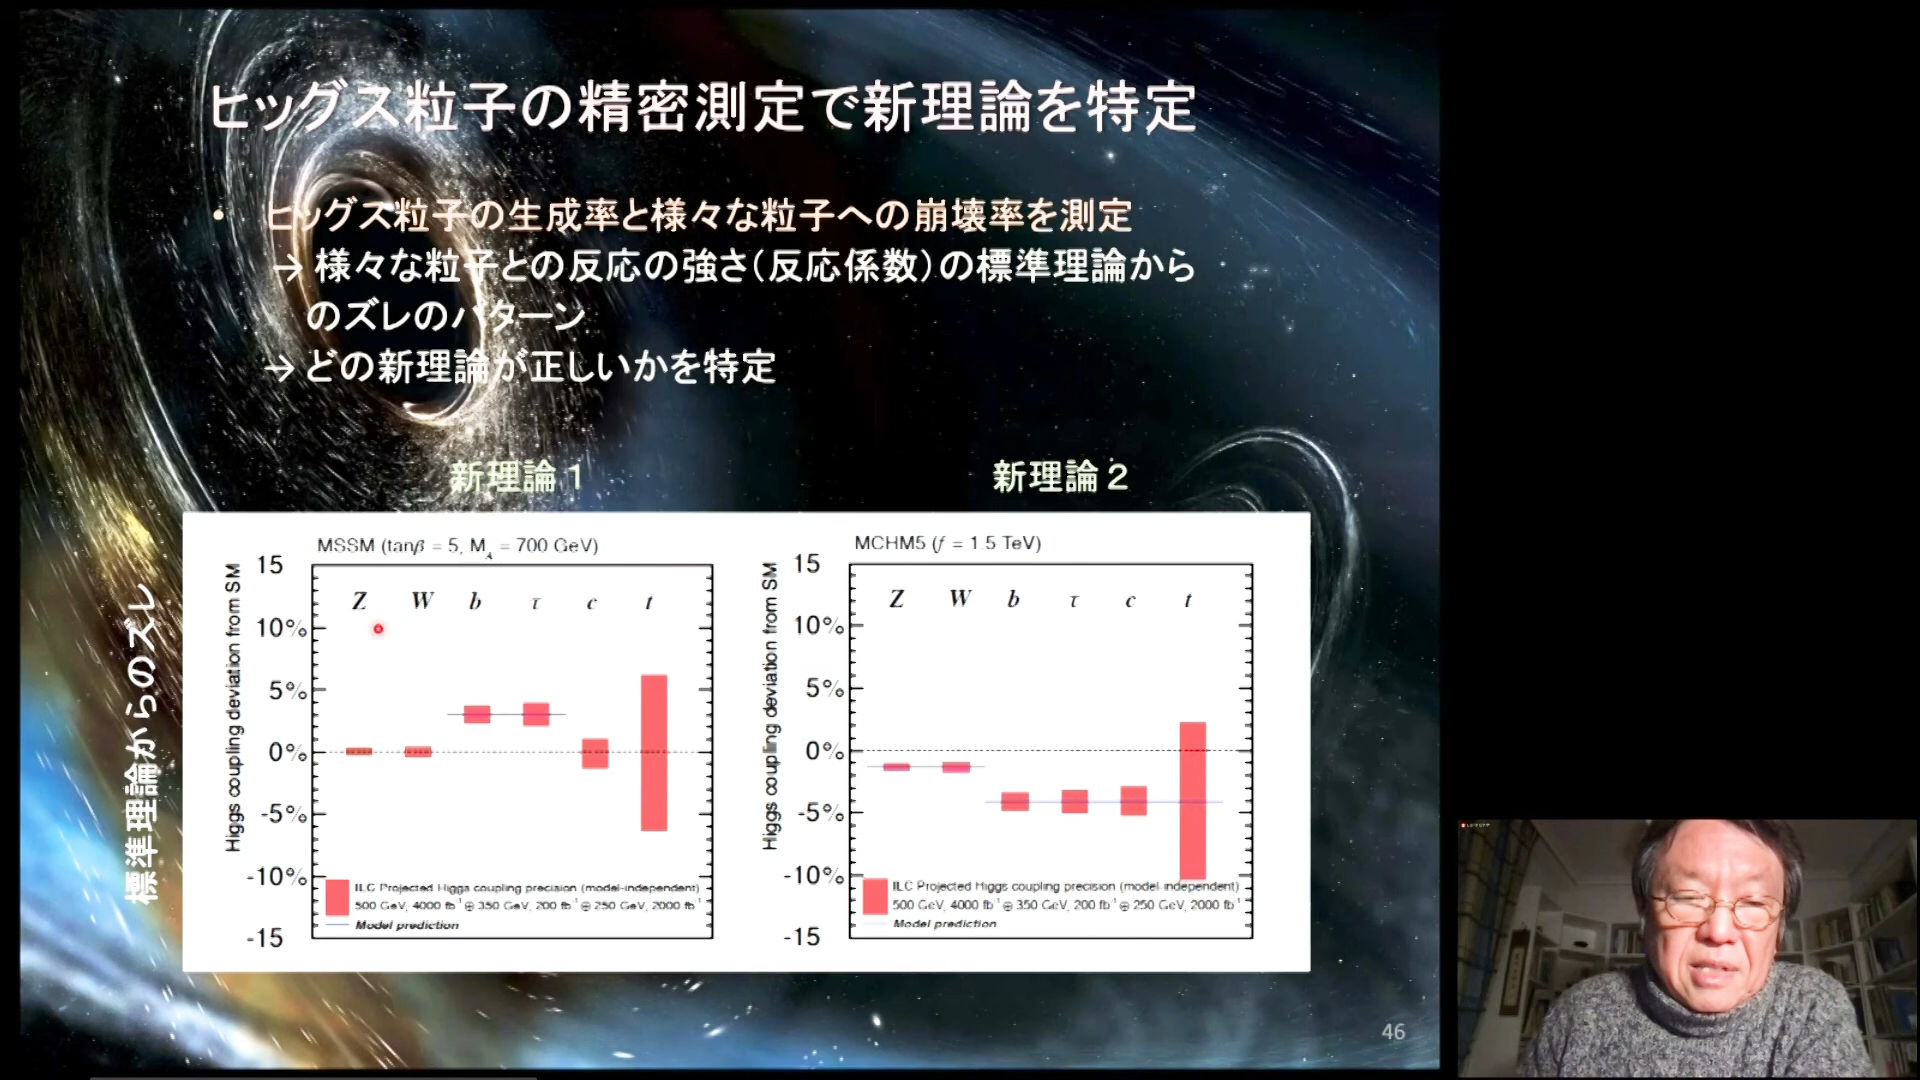 ヒッグス粒子の精密測定で新理論を特定
• ヒッグス粒子の生成率と様々な粒子への崩壊率を測定
→ 様々な粒子との反応の強さ(反応係数)の標準理論から
のズレのパターン
→ どの新理論が正しいかを特定
新理論1
新理論2
標準理論からのズレ
MSSM (tanβ = 5, M_A = 700 GeV)
Higgs coupling deviation from SM
15
10%
5%
0%
-5%
-10%
-15
Z W b τ c t
ILC Projected Higgs coupling precision (model-independent)
500 GeV, 4000 fb⁻¹ ⊕ 350 GeV, 200 fb⁻¹ ⊕ 250 GeV, 2000 fb⁻¹
Model prediction
MCHM5 (f = 1.5 TeV)
Higgs coupling deviation from SM
15
10%
5%
0%
-5%
-10%
-15
Z W b τ c t
ILC Projected Higgs coupling precision (model-independent)
500 GeV, 4000 fb⁻¹ ⊕ 350 GeV, 200 fb⁻¹ ⊕ 250 GeV, 2000 fb⁻¹
Model prediction
46